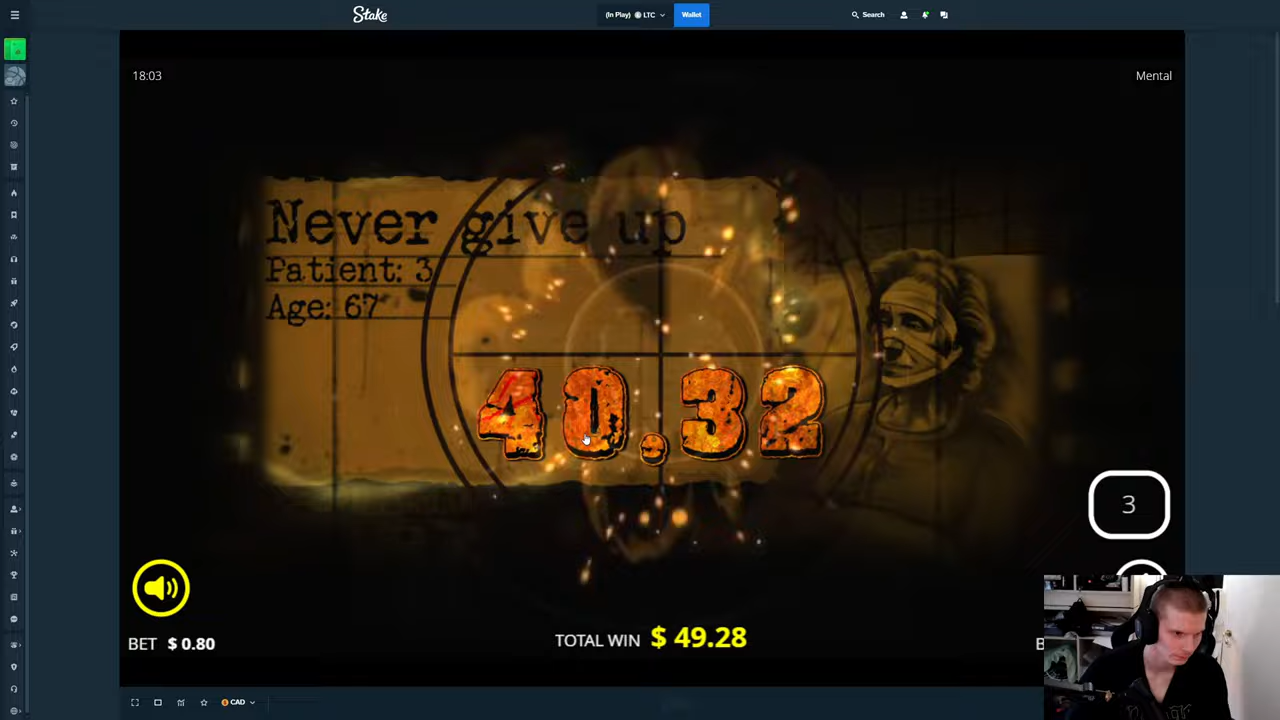 Stake
(In Play) LTC
Wallet
Search
18:03
Mental
Never give up
Patient: 3
Age: 67
40.32
3
BET $ 0.80
TOTAL WIN $ 49.28
CAD